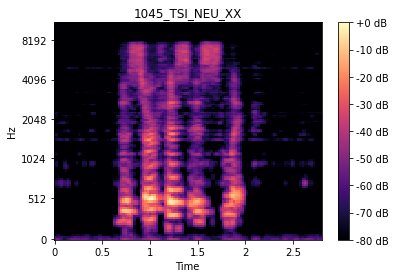 1045_TSI_NEU_XX
+0 dB
8192
-10 dB
4096
-20 dB
-30 dB
2048
Hz
-40 dB
1024
-50 dB
512
-60 dB
-70 dB
0
-80 dB
0 0.5 1 1.5 2 2.5
Time